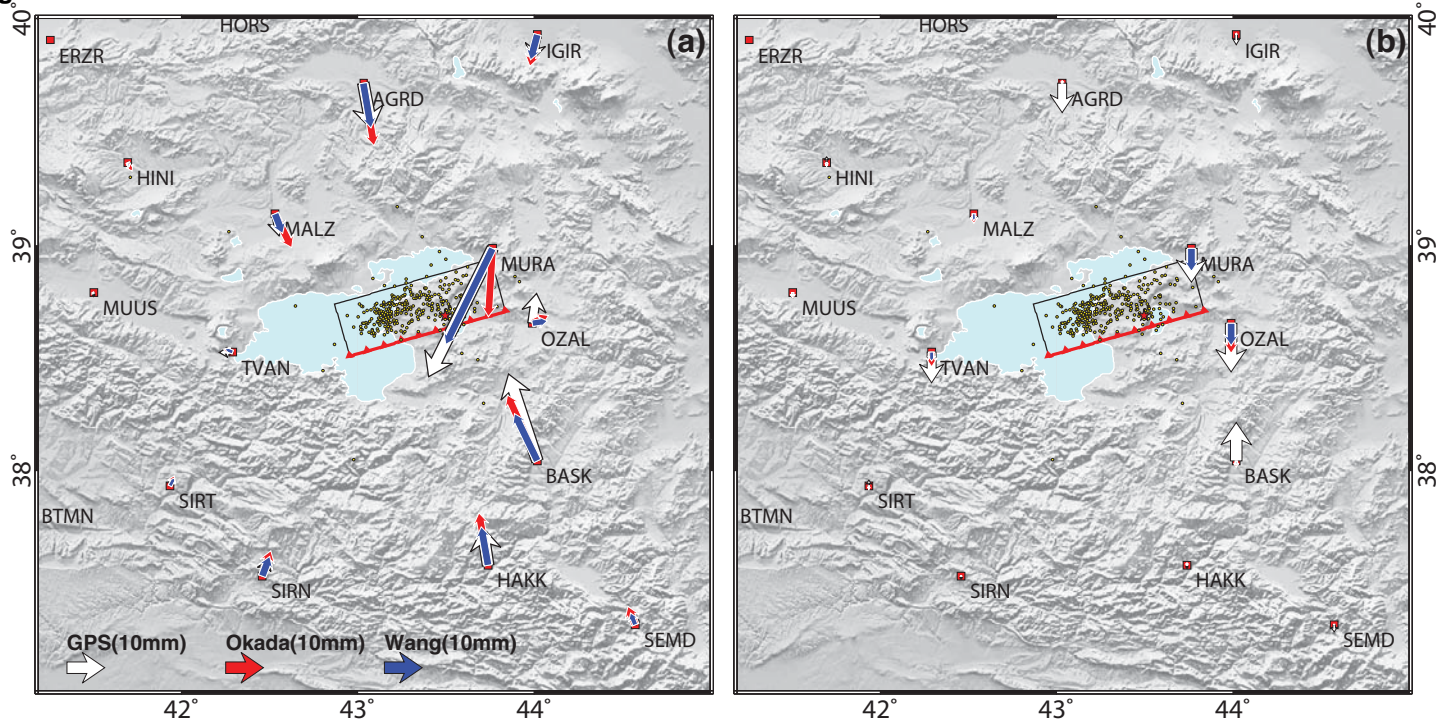 40°
HORS
(a)
ERZR
IGIR
AGRD
HINI
MALZ
39°
MURA
MUUS
OZAL
TVAN
38°
BASK
SIRT
BTMN
HAKK
SIRN
SEMD
GPS(10mm) Okada(10mm) Wang(10mm)
42° 43° 44°
HORS
(b)
40°
ERZR
IGIR
AGRD
HINI
MALZ
39°
MURA
MUUS
OZAL
TVAN
BASK
38°
SIRT
BTMN
HAKK
SIRN
SEMD
42° 43° 44°